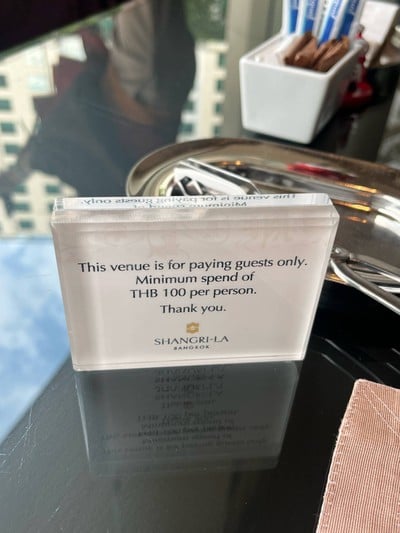 This venue is for paying guests only.
Minimum spend of
THB 100 per person.
Thank you.
SHANGRI-LA
BANGKOK